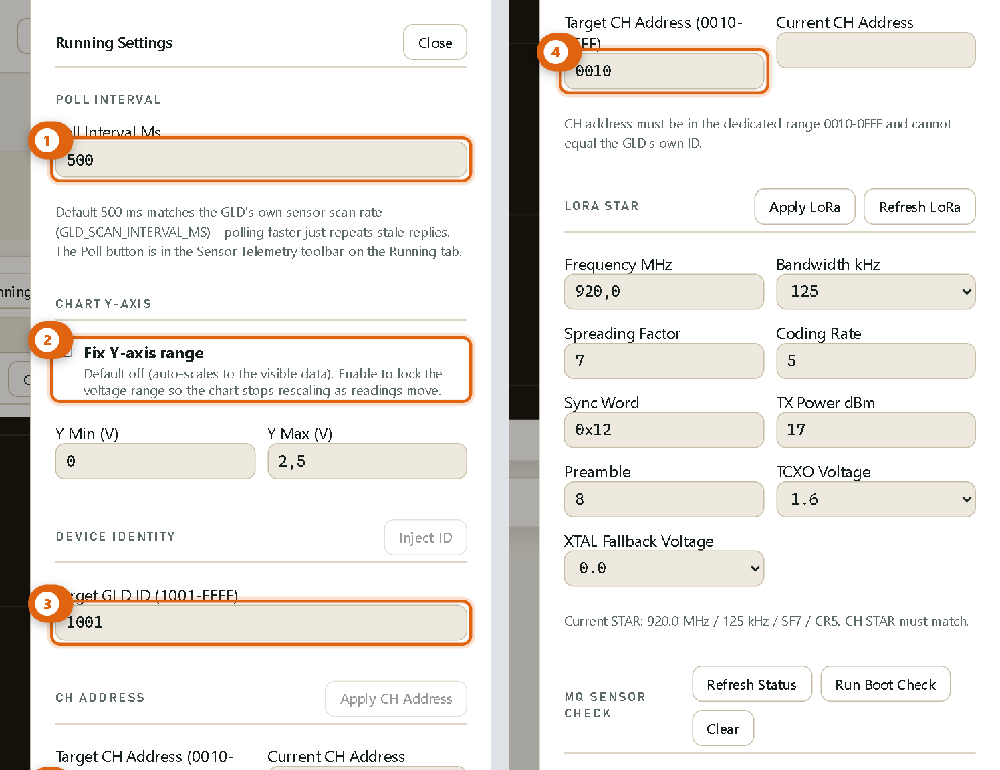 Running Settings
Close
POLL INTERVAL
Interval Ms
1
500
Default 500 ms matches the GLD's own sensor scan rate
(GLD_SCAN_INTERVAL_MS) - polling faster just repeats stale replies.
The Poll button is in the Sensor Telemetry toolbar on the Running tab.
CHART Y-AXIS
2
Fix Y-axis range
Default off (auto-scales to the visible data). Enable to lock the
voltage range so the chart stops rescaling as readings move.
Y Min (V)
Y Max (V)
0
2,5
DEVICE IDENTITY
Inject ID
GLD ID (1001-FFFF)
3
1001
CH ADDRESS
Apply CH Address
Target CH Address (0010-
Current CH Address
Target CH Address (0010-
Current CH Address
4
0010
CH address must be in the dedicated range 0010-0FFF and cannot
equal the GLD's own ID.
LORA STAR
Apply LoRa
Refresh LoRa
Frequency MHz
Bandwidth kHz
920,0
125
Spreading Factor
Coding Rate
7
5
Sync Word
TX Power dBm
0x12
17
Preamble
TCXO Voltage
8
1.6
XTAL Fallback Voltage
0.0
Current STAR: 920.0 MHz / 125 kHz / SF7 / CR5. CH STAR must match.
MQ SENSOR
CHECK
Refresh Status
Run Boot Check
Clear